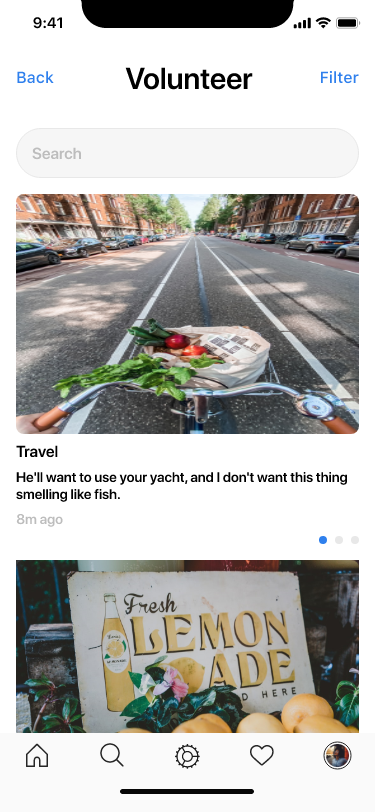 9:41
Back
Volunteer
Filter
Search
Travel
He'll want to use your yacht, and I don't want this thing
smelling like fish.
8m ago
Fresh
LEMON
ADE
D HERE